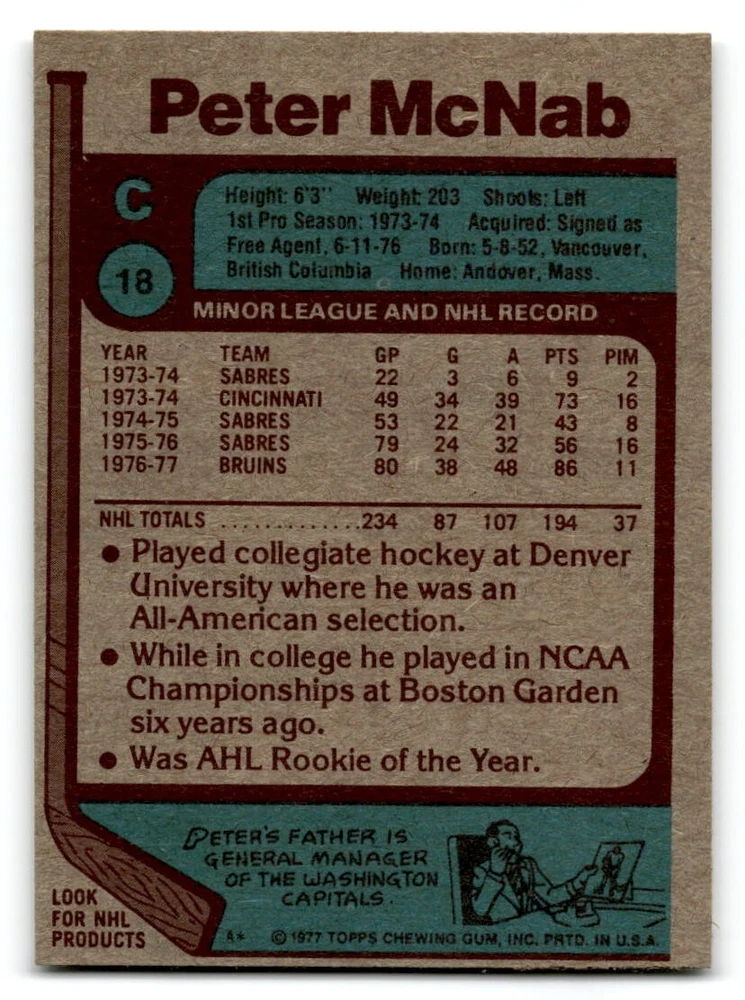 Peter McNab
C
18
Height: 6'3" Weight: 203 Shoots: Left
1st Pro Season: 1973-74 Acquired: Signed as
Free Agent, 6-11-76 Born: 5-8-52, Vancouver,
British Columbia Home: Andover, Mass.
MINOR LEAGUE AND NHL RECORD
YEAR TEAM GP G A PTS PIM
1973-74 SABRES 22 3 6 9 2
1973-74 CINCINNATI 49 34 39 73 16
1974-75 SABRES 53 22 21 43 8
1975-76 SABRES 79 24 32 56 16
1976-77 BRUINS 80 38 48 86 11
NHL TOTALS .............234 87 107 194 37
• Played collegiate hockey at Denver
University where he was an
All-American selection.
• While in college he played in NCAA
Championships at Boston Garden
six years ago.
• Was AHL Rookie of the Year.
PETER'S FATHER IS
GENERAL MANAGER
OF THE WASHINGTON
CAPITALS.
LOOK
FOR NHL
PRODUCTS
A* © 1977 TOPPS CHEWING GUM, INC. PRTD. IN U.S.A.